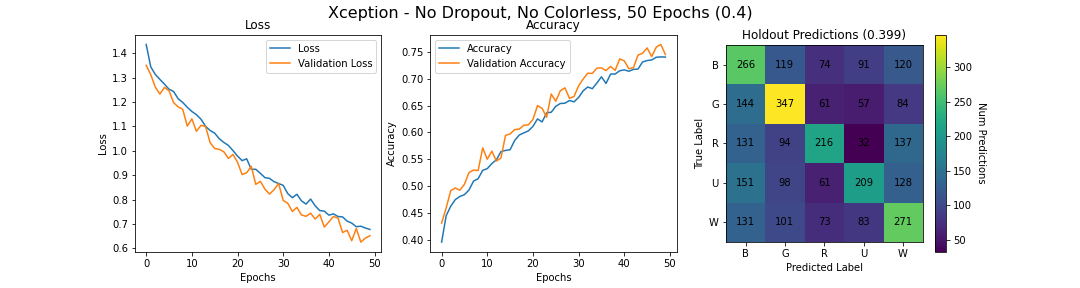 Xception - No Dropout, No Colorless, 50 Epochs (0.4)
Loss
Loss
Validation Loss
1.4
1.3
1.2
1.1
1.0
0.9
0.8
0.7
0.6
Loss
0 10 20 30 40 50
Epochs
Accuracy
Accuracy
Validation Accuracy
0.75
0.70
0.65
0.60
0.55
0.50
0.45
0.40
Accuracy
0 10 20 30 40 50
Epochs
Holdout Predictions (0.399)
True Label
B 266 119 74 91 120
G 144 347 61 57 84
R 131 94 216 32 137
U 151 98 61 209 128
W 131 101 73 83 271
B G R U W
Predicted Label
300
250
200
150
100
50
Num Predictions